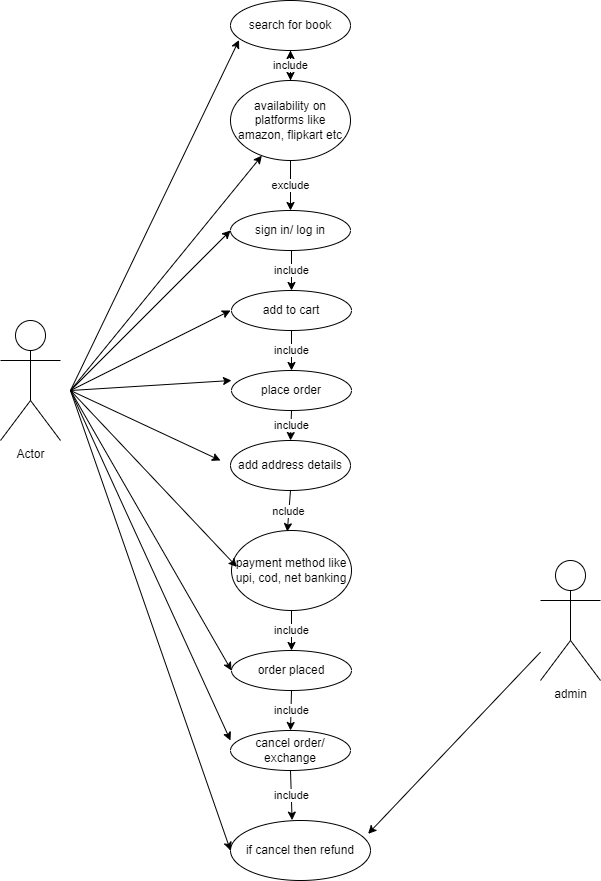 search for book
include
availability on
platforms like
amazon, flipkart etc
exclude
sign in/ log in
include
add to cart
include
place order
include
Actor
add address details
nclude
payment method like
upi, cod, net banking
include
order placed
admin
include
cancel order/
exchange
include
if cancel then refund